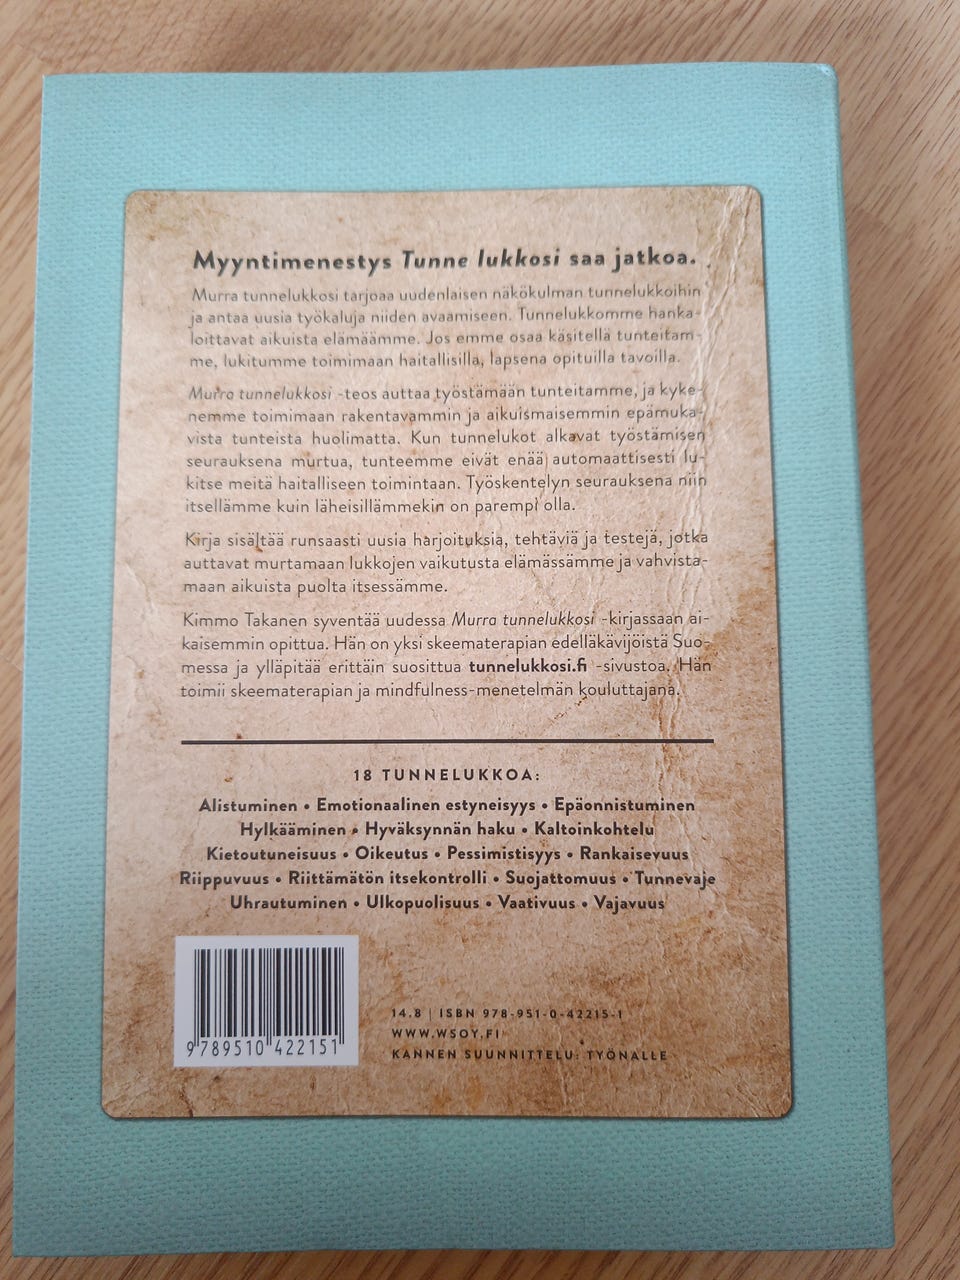 Myyntimenestys Tunne lukkosi saa jatkoa.
Murra tunnelukkosi tarjoaa uudenlaisen näkökulman tunnelukkoihin
ja antaa uusia työkaluja niiden avaamiseen. Tunnelukkomme hanka-
loittavat aikuista elämäämme. Jos emme osaa käsitellä tunteitam-
me, lukitumme toimimaan haitallisilla, lapsena opituilla tavoilla.
Murra tunnelukkosi -teos auttaa työstämään tunteitamme, ja kyke-
nemme toimimaan rakentavammin ja aikuismaisemmin epämuka-
vista tunteista huolimatta. Kun tunnelukot alkavat työstämisen
seurauksena murtua, tunteemme eivät enää automaattisesti lu-
kitse meitä haitalliseen toimintaan. Työskentelyn seurauksena niin
itsellämme kuin läheisillämmekin on parempi olla.
Kirja sisältää runsaasti uusia harjoituksia, tehtäviä ja testejä, jotka
auttavat murtamaan lukkojen vaikutusta elämässämme ja vahvista-
maan aikuista puolta itsessämme.
Kimmo Takanen syventää uudessa Murra tunnelukkosi -kirjassaan ai-
kaisemmin opittua. Hän on yksi skeematerapian edelläkävijöistä Suo-
messa ja ylläpitää erittäin suosittua tunnelukkosi.fi -sivustoa. Hän
toimii skeematerapian ja mindfulness-menetelmän kouluttajana.
18 TUNNELUKKOA:
Alistuminen • Emotionaalinen estyneisyys • Epäonnistuminen
Hylkääminen • Hyväksynnän haku • Kaltoinkohtelu
Kietoutuneisuus • Oikeutus • Pessimistisyys • Rankaisevuus
Riippuvuus • Riittämätön itsekontrolli • Suojattomuus • Tunnevaje
Uhrautuminen • Ulkopuolisuus • Vaativuus • Vajavuus
14.8 | ISBN 978-951-0-42215-1
WWW.WSOY.FI
KANNEN SUUNNITTELU: TYÖNALLE
9 789510 422151